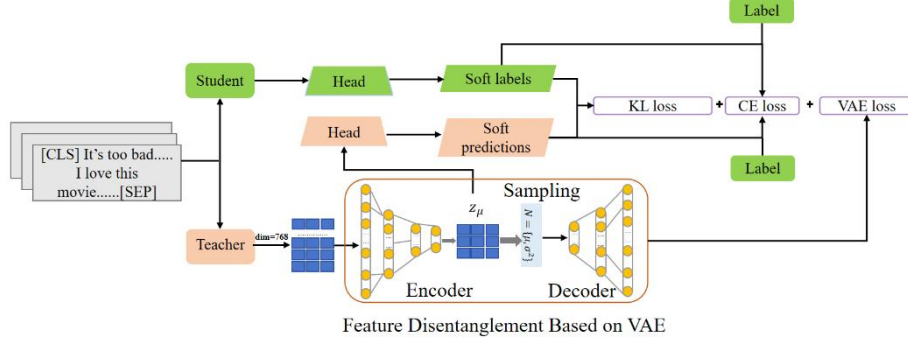 Label
Student
Head
Soft labels
KL loss
+
CE loss
+
VAE loss
[CLS] It's too bad.....
I love this
movie......[SEP]
Head
Soft
predictions
Label
Sampling
z_μ
N = {μ, σ²}
Teacher
dim=768
Encoder
Decoder
Feature Disentanglement Based on VAE